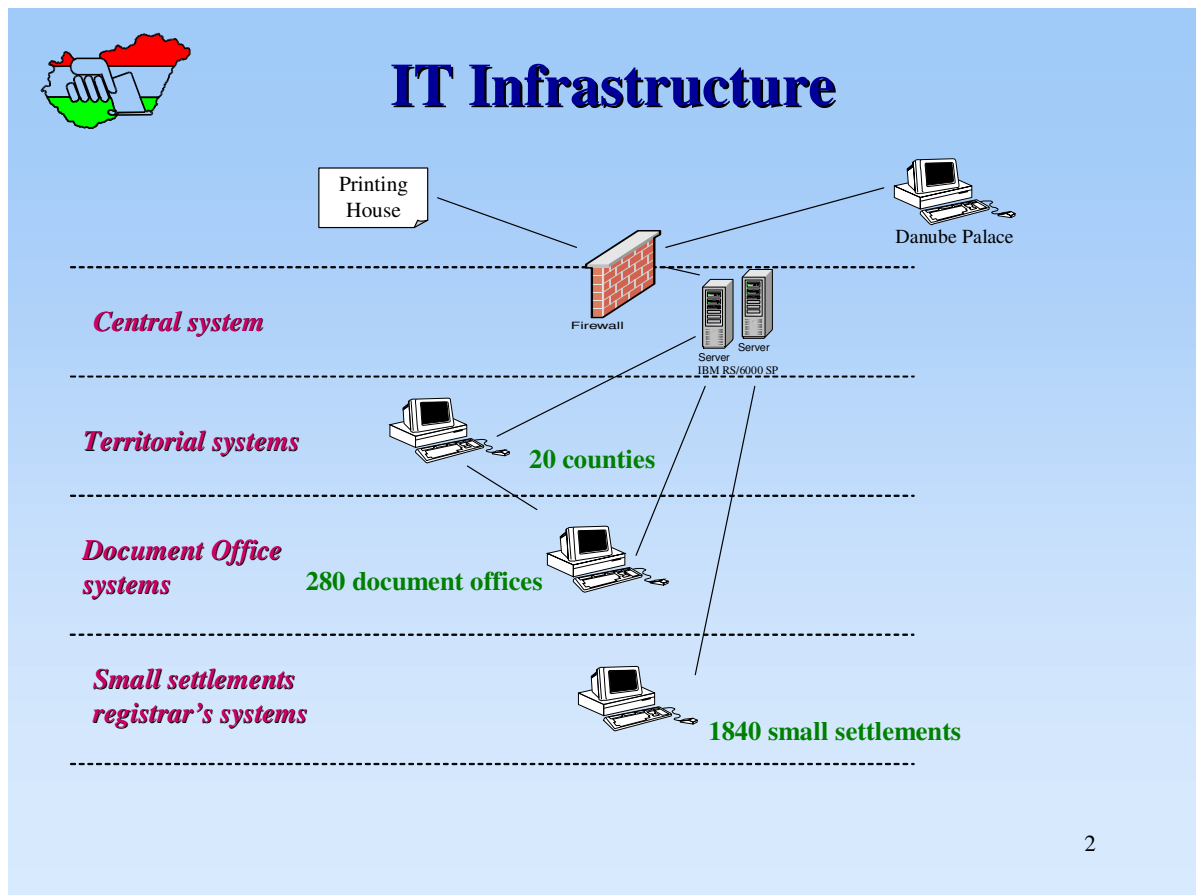 IT Infrastructure
Printing
House
Danube Palace
Central system
Firewall
Server
Server
IBM RS/6000 SP
Territorial systems
20 counties
Document Office
systems
280 document offices
Small settlements
registrar's systems
1840 small settlements
2